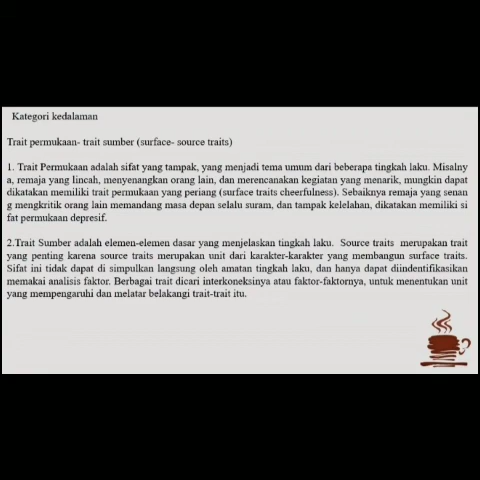 Kategori kedalaman
Trait permukaan- trait sumber (surface- source traits)
1. Trait Permukaan adalah sifat yang tampak, yang menjadi tema umum dari beberapa tingkah laku. Misalny
a, remaja yang lincah, menyenangkan orang lain, dan merencanakan kegiatan yang menarik, mungkin dapat
dikatakan memiliki trait permukaan yang periang (surface traits cheerfulness). Sebaiknya remaja yang senan
g mengkritik orang lain memandang masa depan selalu suram, dan tampak kelelahan, dikatakan memiliki si
fat permukaan depresif.
2.Trait Sumber adalah elemen-elemen dasar yang menjelaskan tingkah laku. Source traits merupakan trait
yang penting karena source traits merupakan unit dari karakter-karakter yang membangun surface traits.
Sifat ini tidak dapat di simpulkan langsung oleh amatan tingkah laku, dan hanya dapat diindentifikasikan
memakai analisis faktor. Berbagai trait dicari interkoneksinya atau faktor-faktornya, untuk menentukan unit
yang mempengaruhi dan melatar belakangi trait-trait itu.